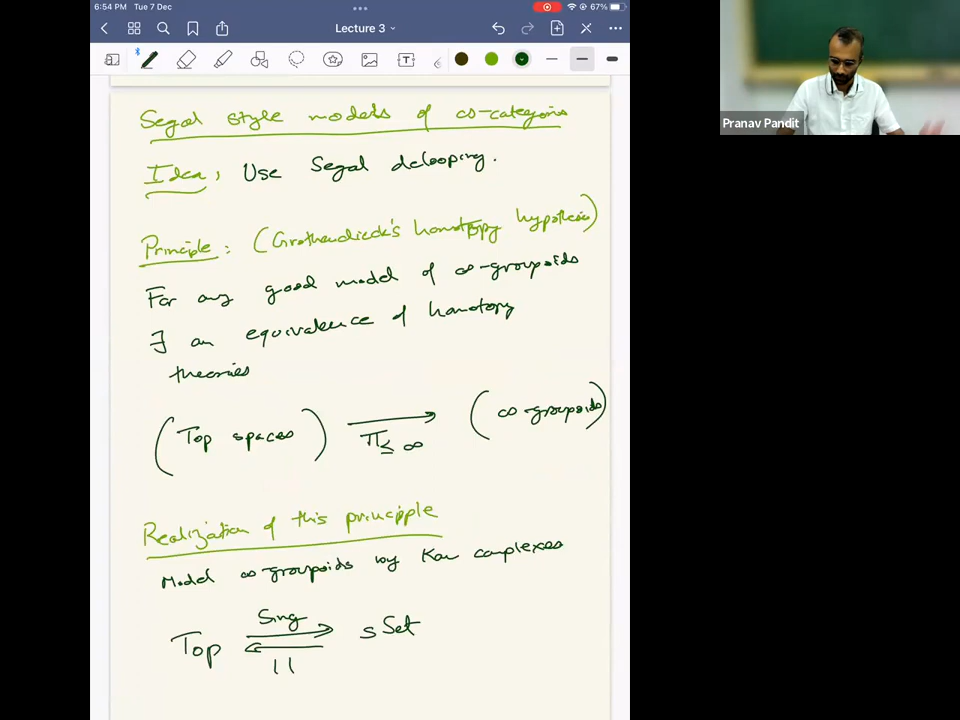 6:54 PM Tue 7 Dec
67%
Lecture 3
Pranav Pandit
Segal style models of ∞-categories
Idea: Use Segal delooping.
Principle: (Grothendieck's homotopy hypothesis)
For any good model of ∞-groupoids
∃ an equivalence of homotopy
theories
(Top spaces) → (∞-groupoids)
π≤∞
Realization of this principle
Model ∞-groupoids by Kan complexes
Sing
Top ⇄ sSet
||